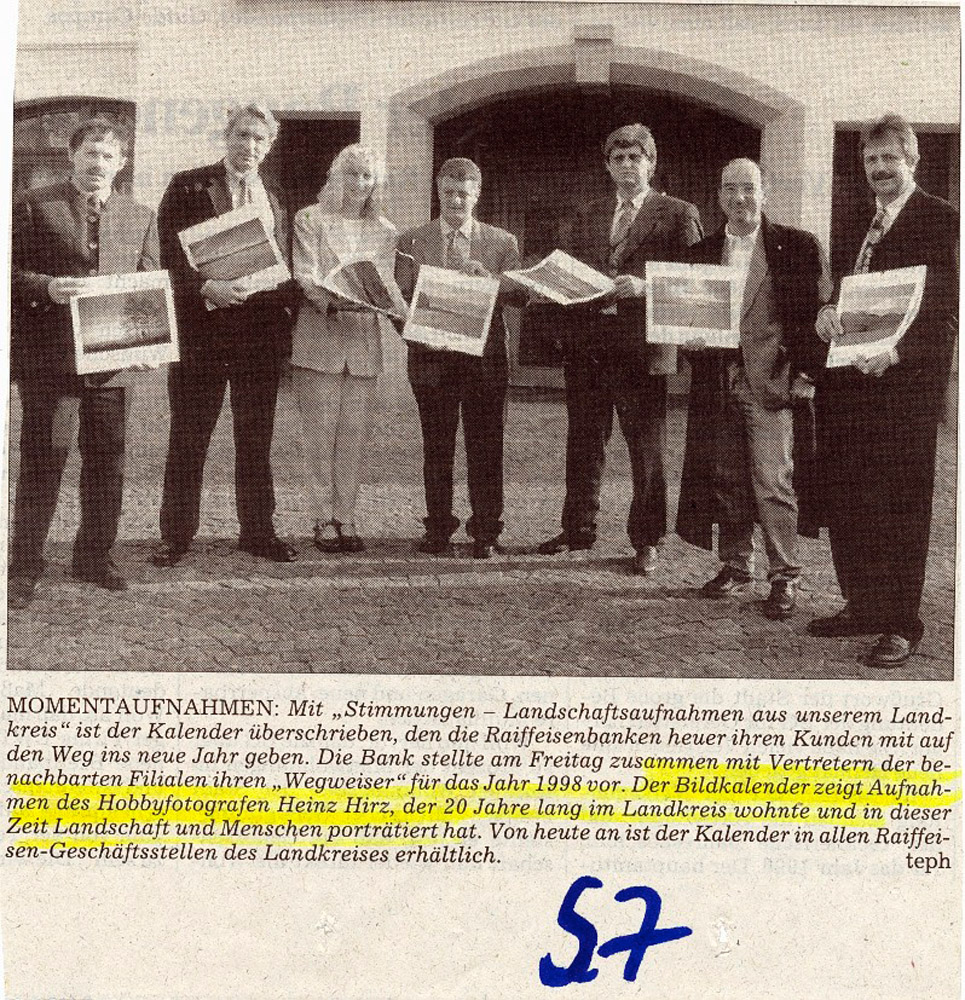 MOMENTAUFNAHMEN: Mit „Stimmungen – Landschaftsaufnahmen aus unserem Land-
kreis“ ist der Kalender überschrieben, den die Raiffeisenbanken heuer ihren Kunden mit auf
den Weg ins neue Jahr geben. Die Bank stellte am Freitag zusammen mit Vertretern der be-
nachbarten Filialen ihren „Wegweiser“ für das Jahr 1998 vor. Der Bildkalender zeigt Aufnah-
men des Hobbyfotografen Heinz Hirz, der 20 Jahre lang im Landkreis wohnte und in dieser
Zeit Landschaft und Menschen porträtiert hat. Von heute an ist der Kalender in allen Raiffei-
sen-Geschäftsstellen des Landkreises erhältlich. teph
57